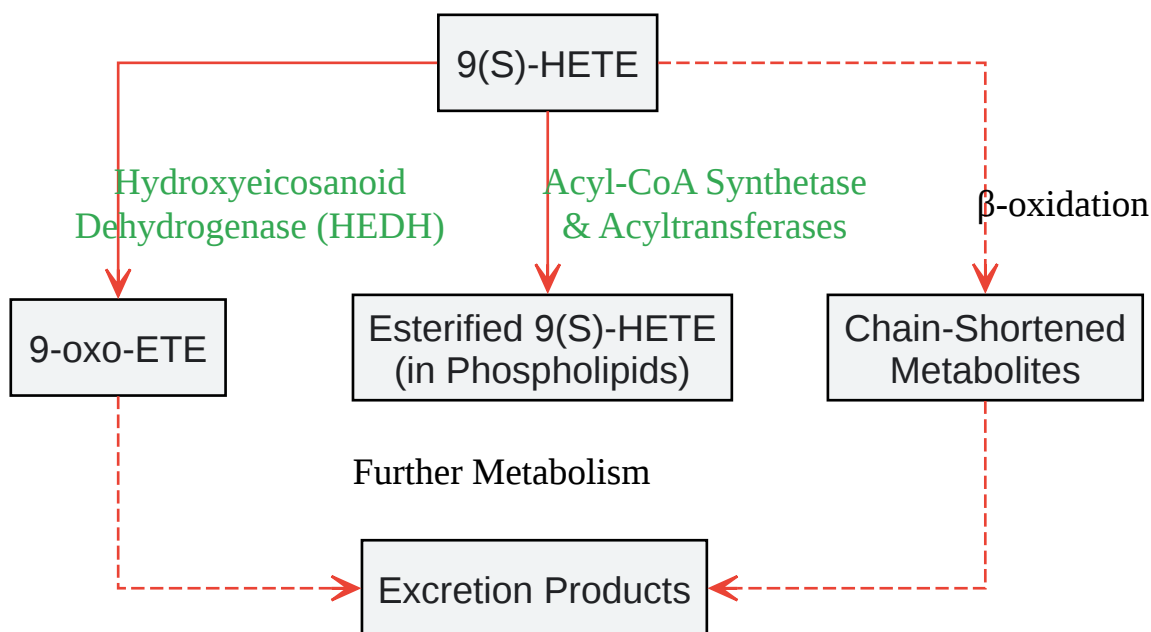 9(S)-HETE
Hydroxyeicosanoid
Dehydrogenase (HEDH)
Acyl-CoA Synthetase
& Acyltransferases
β-oxidation
9-oxo-ETE
Esterified 9(S)-HETE
(in Phospholipids)
Chain-Shortened
Metabolites
Further Metabolism
Excretion Products